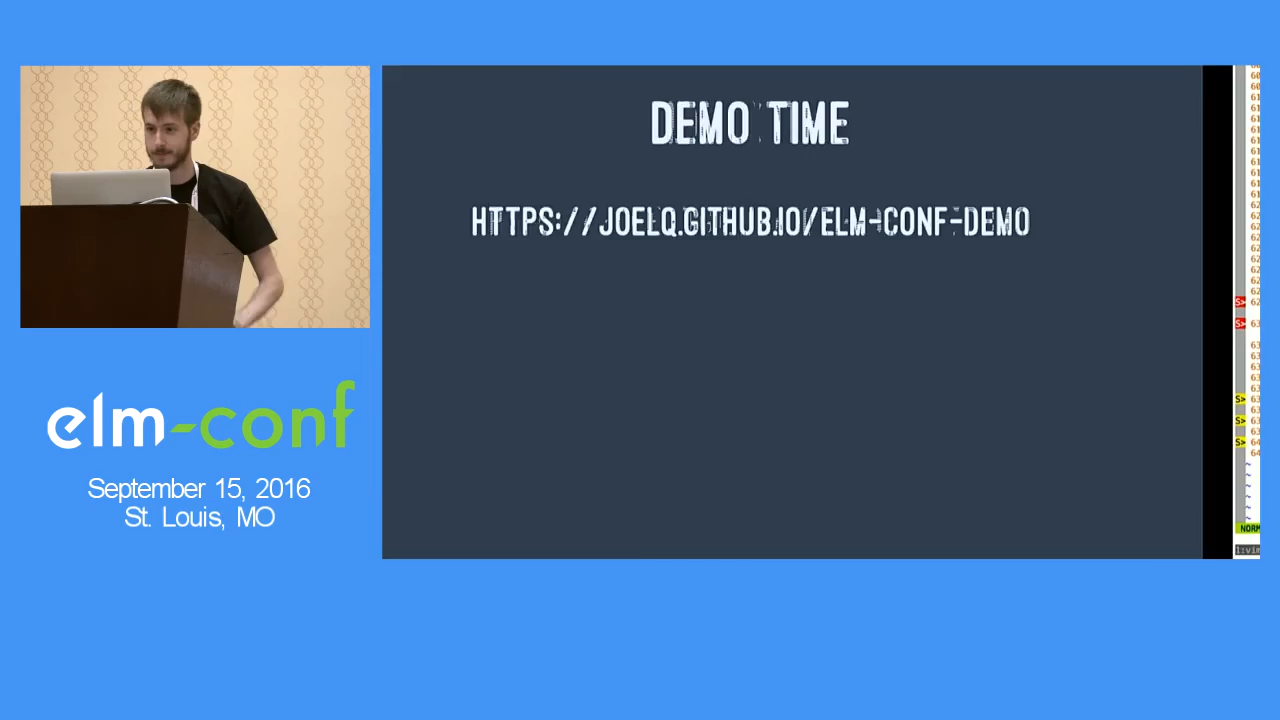 DEMO TIME
HTTPS://JOELQ.GITHUB.IO/ELM-CONF-DEMO
elm-conf
September 15, 2016
St. Louis, MO